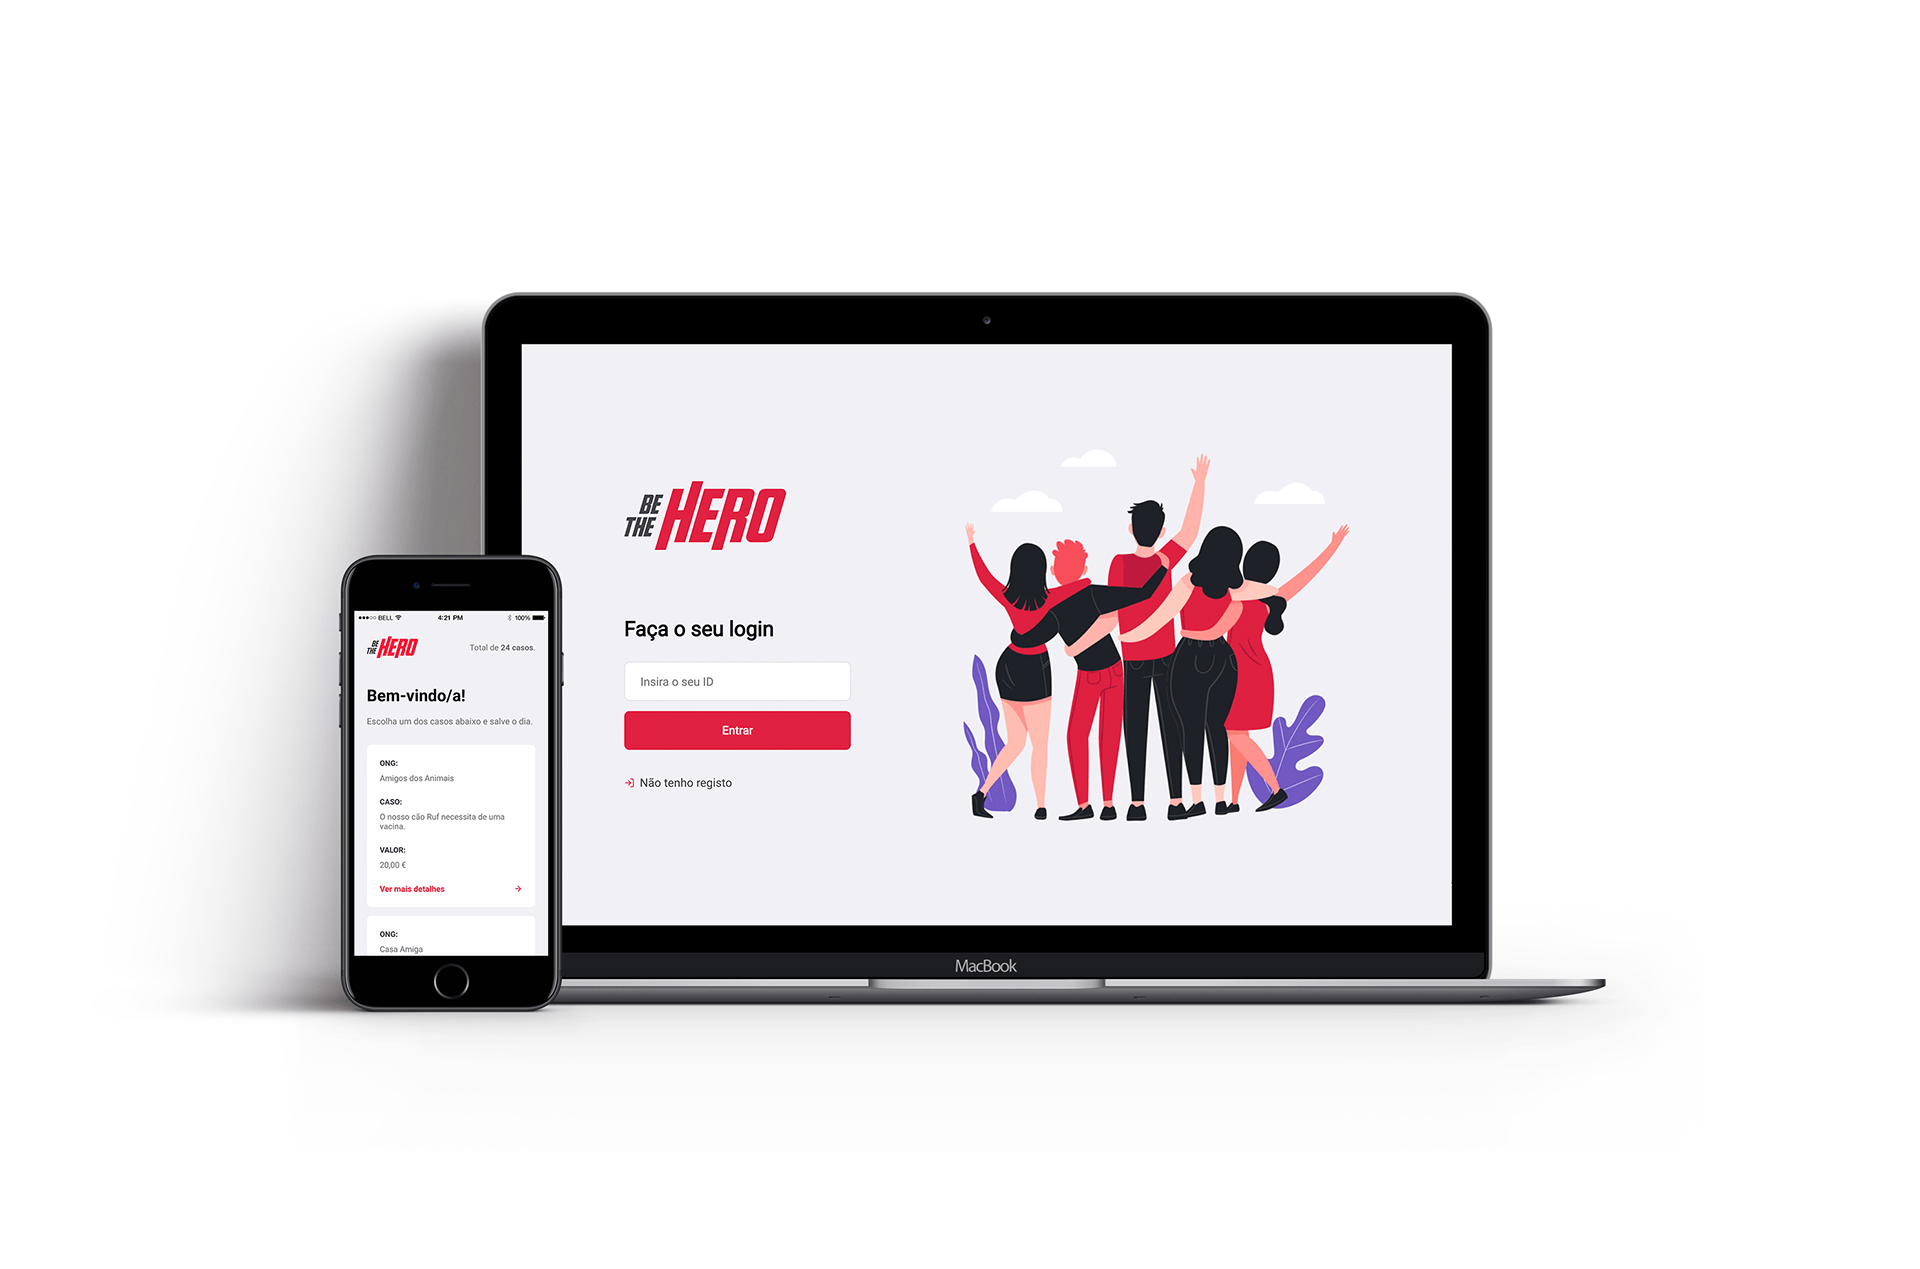 BE
THE HERO
Faça o seu login
Insira o seu ID
Entrar
Não tenho registo
MacBook
BELL 4:21 PM 100%
BE
THE HERO
Total de 24 casos.
Bem-vindo/a!
Escolha um dos casos abaixo e salve o dia.
ONG:
Amigos dos Animais
CASO:
O nosso cão Ruf necessita de uma
vacina.
VALOR:
20,00 €
Ver mais detalhes
ONG:
Casa Amiga